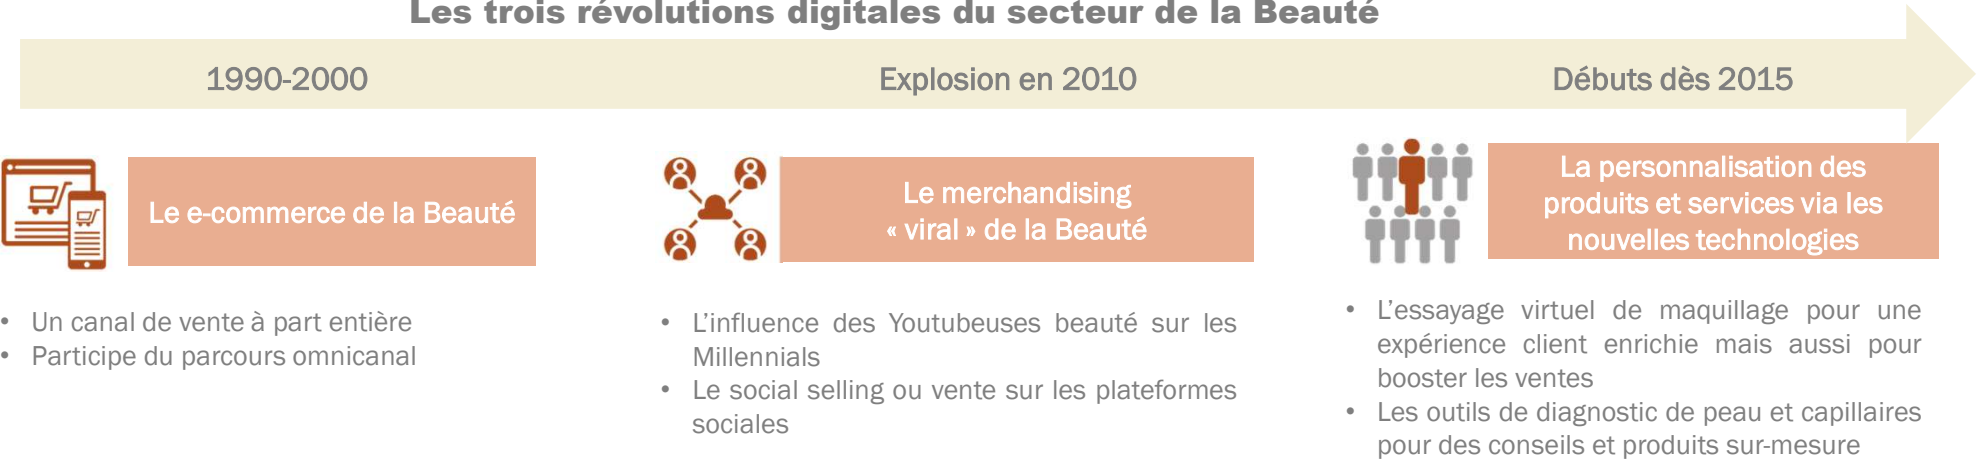 Les trois révolutions digitales du secteur de la Beauté
1990-2000
Explosion en 2010
Débuts dès 2015
Le e-commerce de la Beauté
• Un canal de vente à part entière
• Participe du parcours omnicanal
Le merchandising
« viral » de la Beauté
• L’influence des Youtubeuses beauté sur les
Millennials
• Le social selling ou vente sur les plateformes
sociales
La personnalisation des
produits et services via les
nouvelles technologies
• L’essayage virtuel de maquillage pour une
expérience client enrichie mais aussi pour
booster les ventes
• Les outils de diagnostic de peau et capillaires
pour des conseils et produits sur-mesure